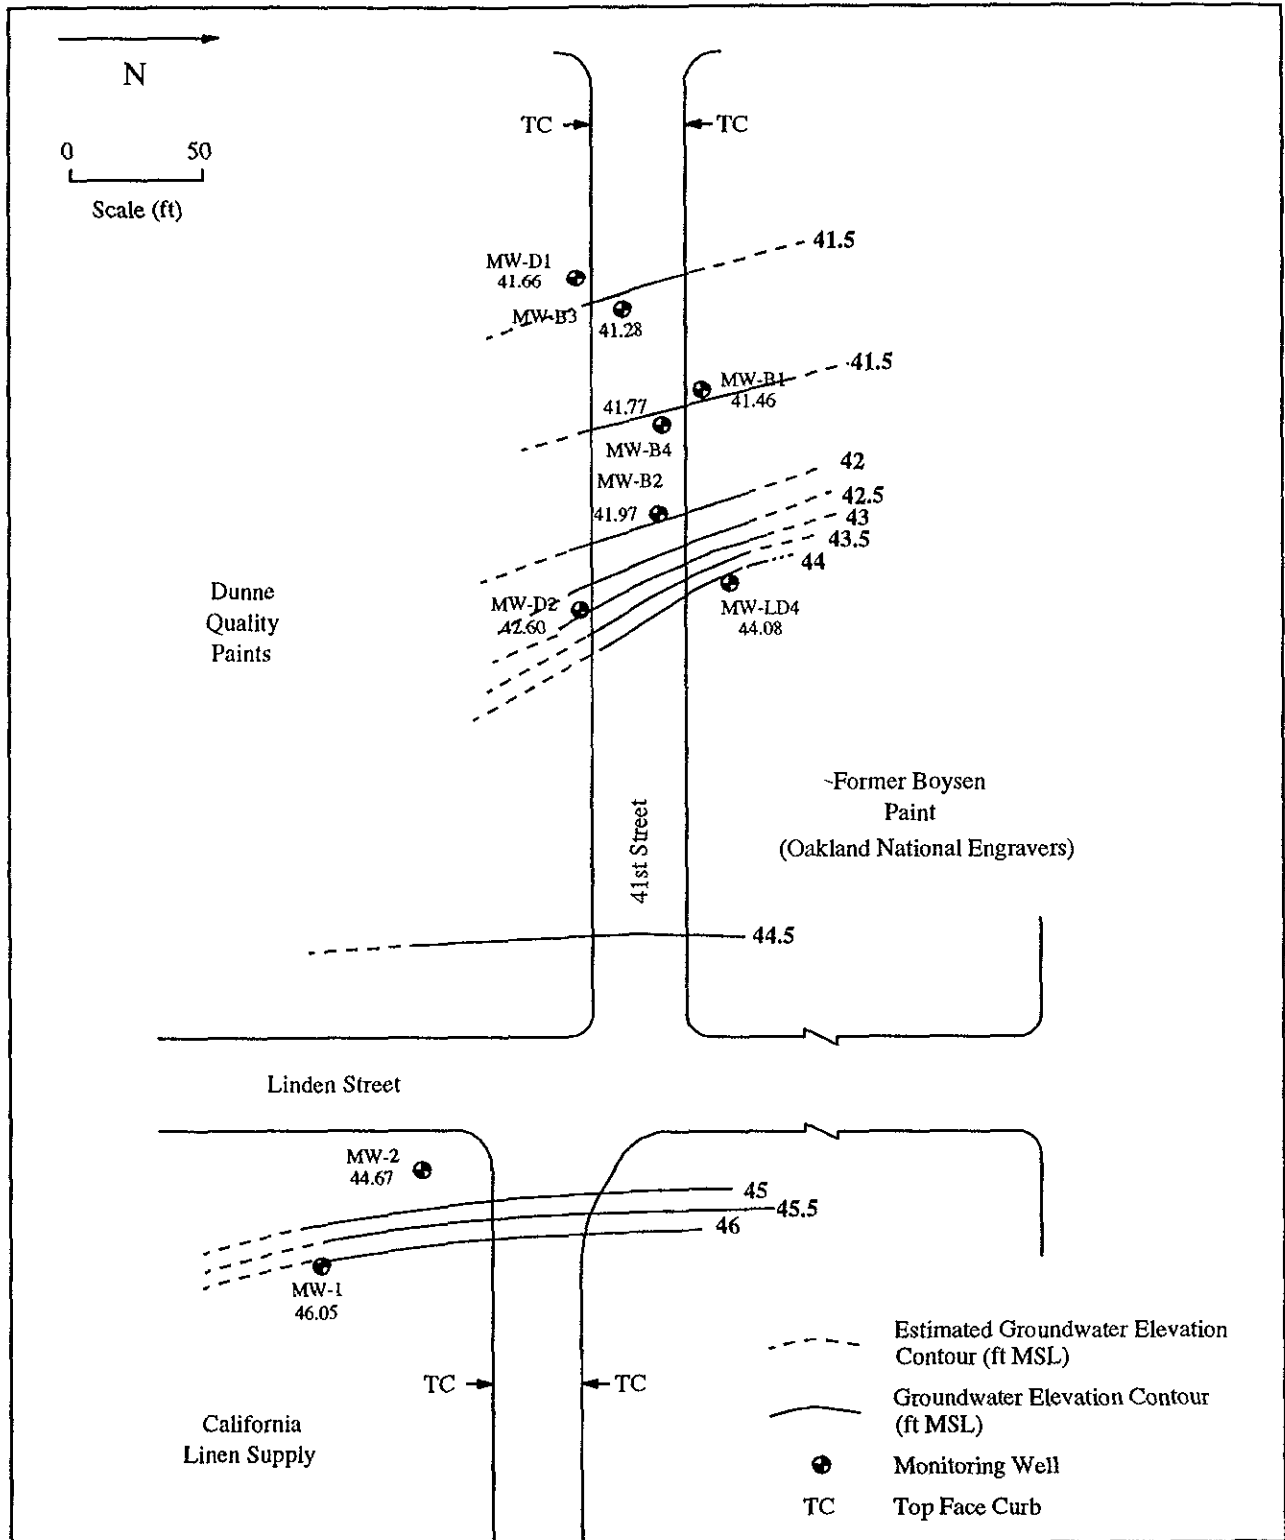 N
0 50
Scale (ft)
TC
TC
41.5
MW-D1
41.66
MW-B3
41.28
41.5
MW-B1
41.46
41.77
MW-B4
MW-B2
41.97
42
42.5
43
43.5
44
MW-D2
42.60
MW-LD4
44.08
Dunne
Quality
Paints
41st Street
Former Boysen
Paint
(Oakland National Engravers)
44.5
Linden Street
MW-2
44.67
45
45.5
46
MW-1
46.05
TC
TC
California
Linen Supply
Estimated Groundwater Elevation
Contour (ft MSL)
Groundwater Elevation Contour
(ft MSL)
Monitoring Well
TC Top Face Curb